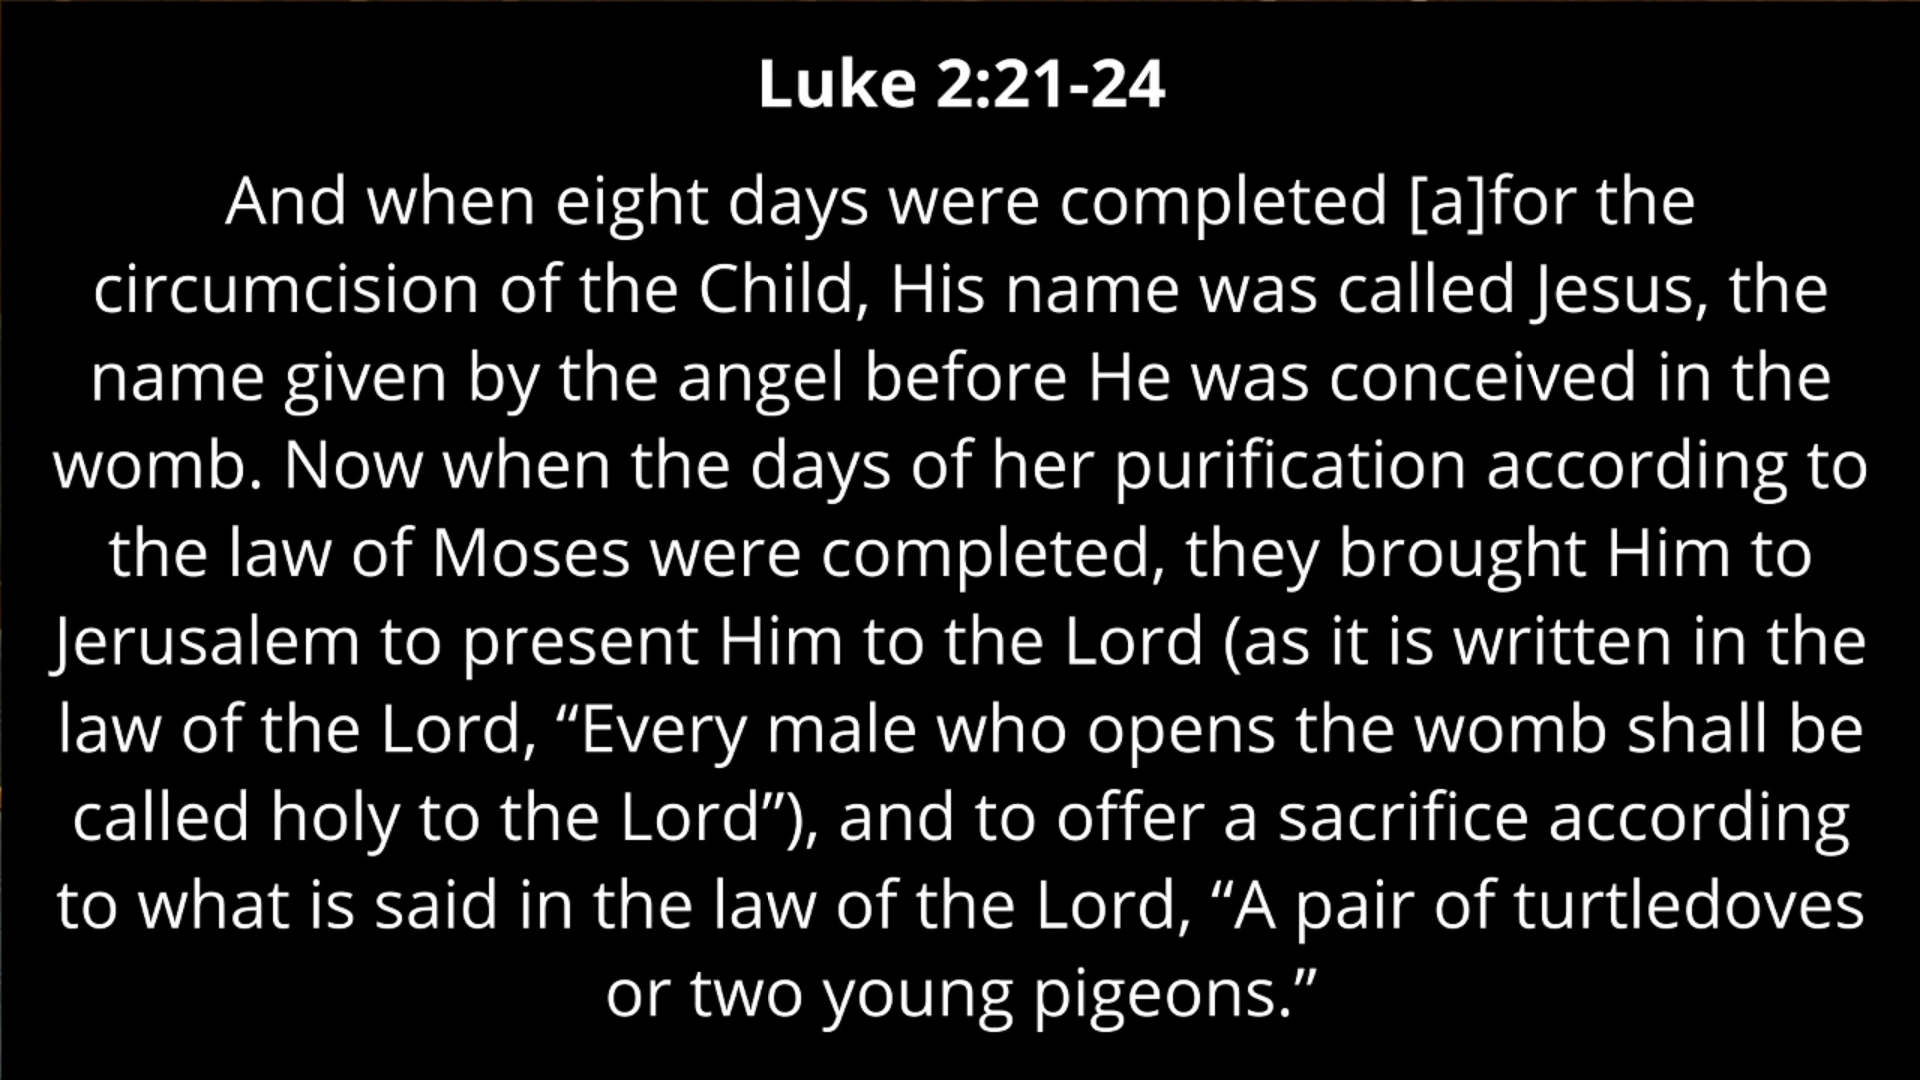 Luke 2:21-24
And when eight days were completed [a]for the
circumcision of the Child, His name was called Jesus, the
name given by the angel before He was conceived in the
womb. Now when the days of her purification according to
the law of Moses were completed, they brought Him to
Jerusalem to present Him to the Lord (as it is written in the
law of the Lord, “Every male who opens the womb shall be
called holy to the Lord”), and to offer a sacrifice according
to what is said in the law of the Lord, “A pair of turtledoves
or two young pigeons.”